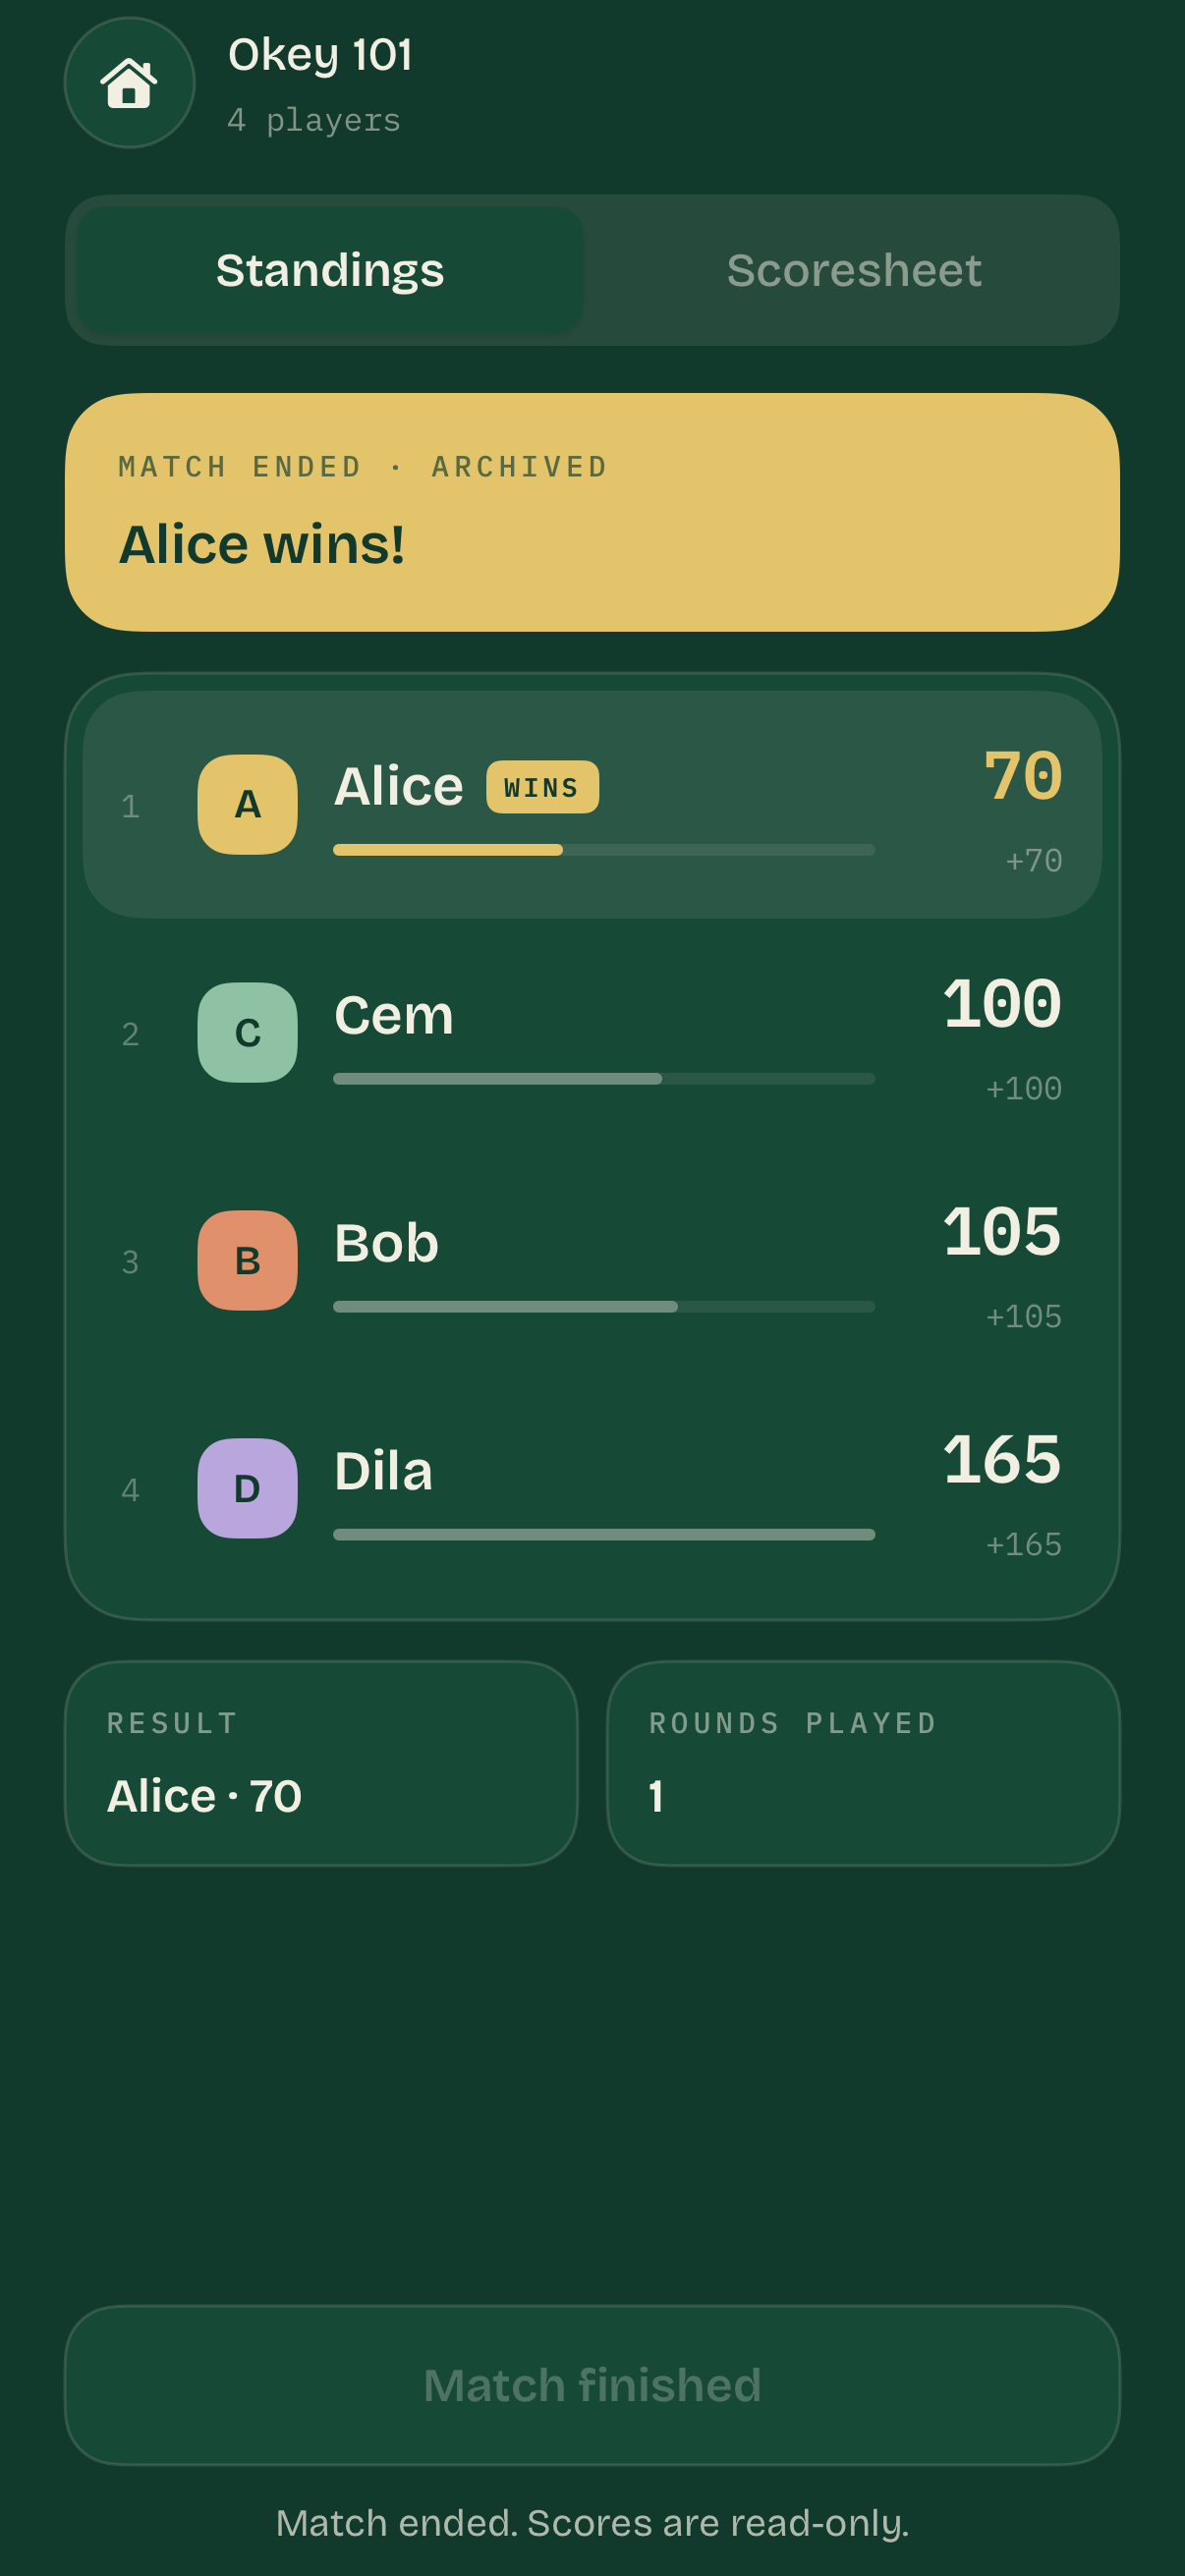 Okey 101
4 players
Standings
Scoresheet
MATCH ENDED · ARCHIVED
Alice wins!
1
A
Alice
WINS
70
+70
2
C
Cem
100
+100
3
B
Bob
105
+105
4
D
Dila
165
+165
RESULT
Alice · 70
ROUNDS PLAYED
1
Match finished
Match ended. Scores are read-only.